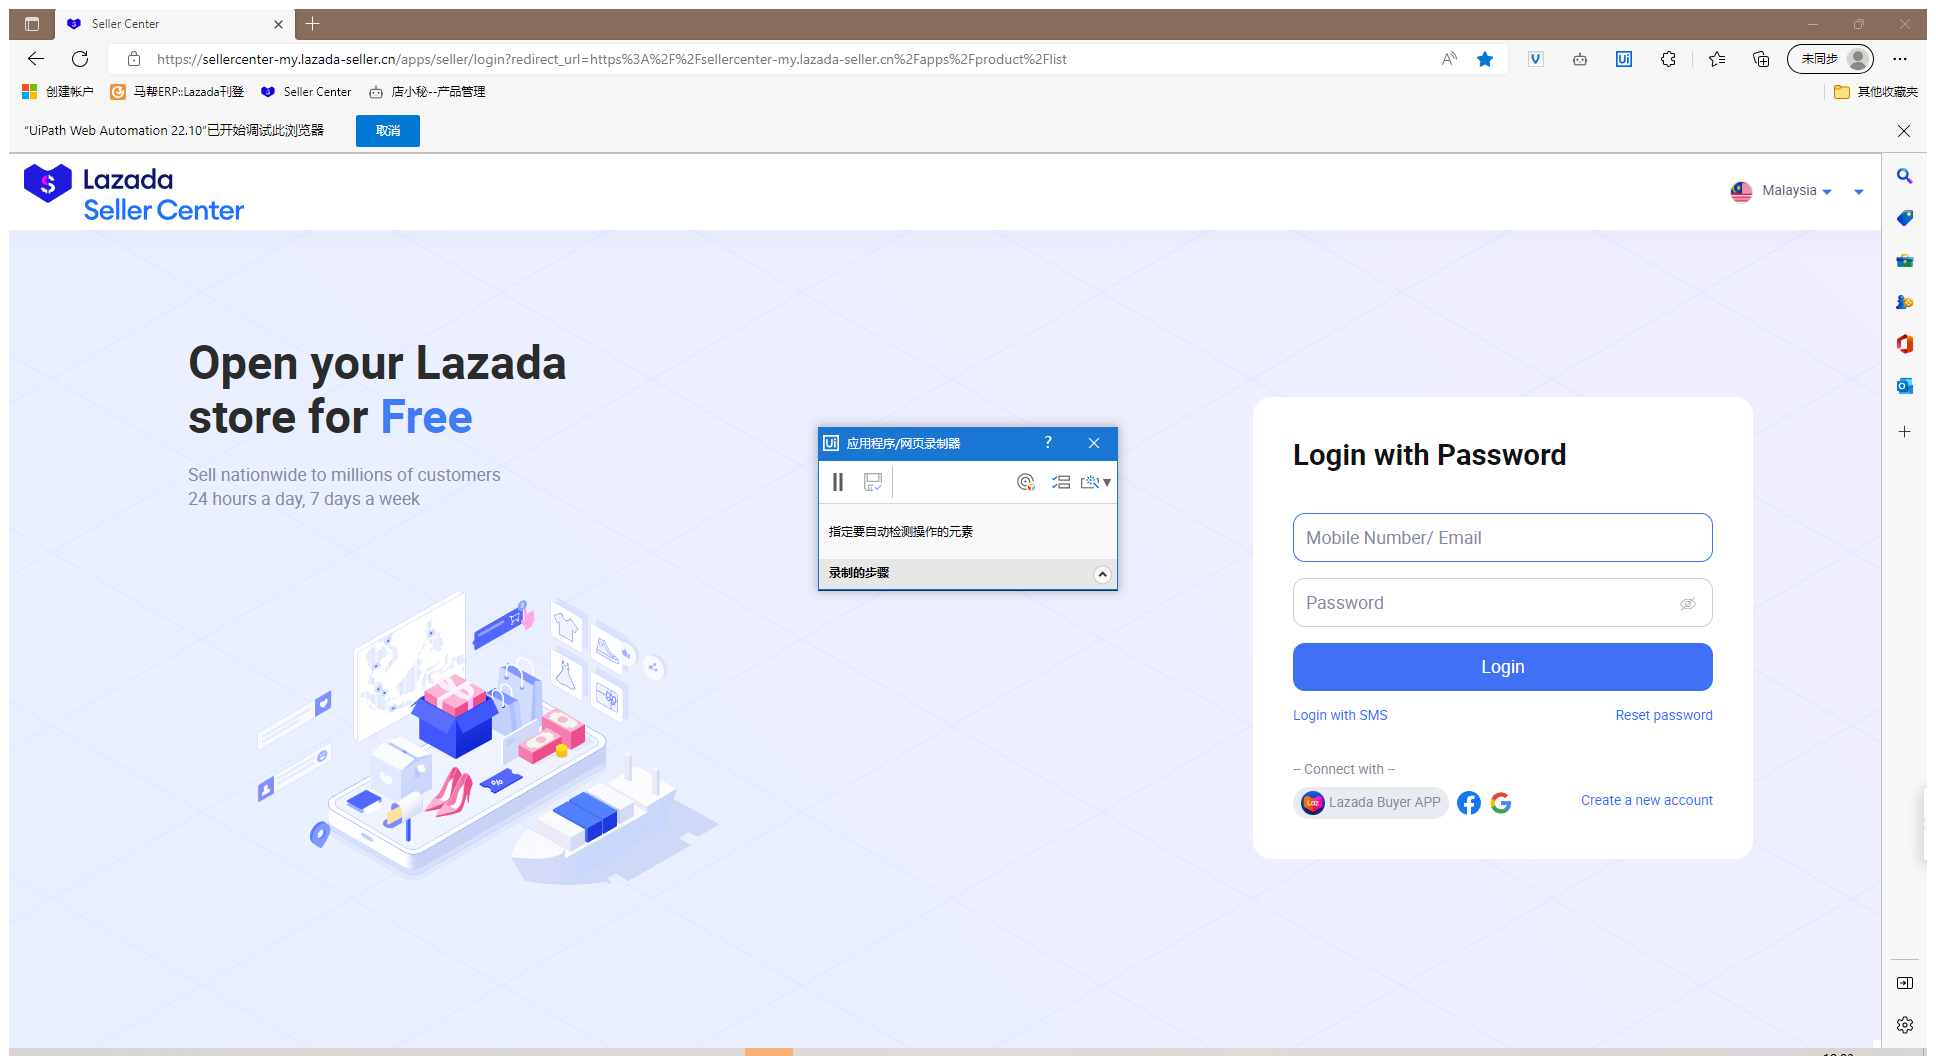 Seller Center
https://sellercenter-my.lazada-seller.cn/apps/seller/login?redirect_url=https%3A%2F%2Fsellercenter-my.lazada-seller.cn%2Fapps%2Fproduct%2Flist
未同步
创建帐户
马帮ERP::Lazada刊登
Seller Center
店小秘--产品管理
其他收藏夹
"UiPath Web Automation 22.10"已开始调试此浏览器
取消
Lazada
Seller Center
Malaysia
Open your Lazada
store for Free
Sell nationwide to millions of customers
24 hours a day, 7 days a week
Ui 应用程序/网页录制器 ?
指定要自动检测操作的元素
录制的步骤
Login with Password
Mobile Number/ Email
Password
Login
Login with SMS
Reset password
-- Connect with --
Lazada Buyer APP
Create a new account